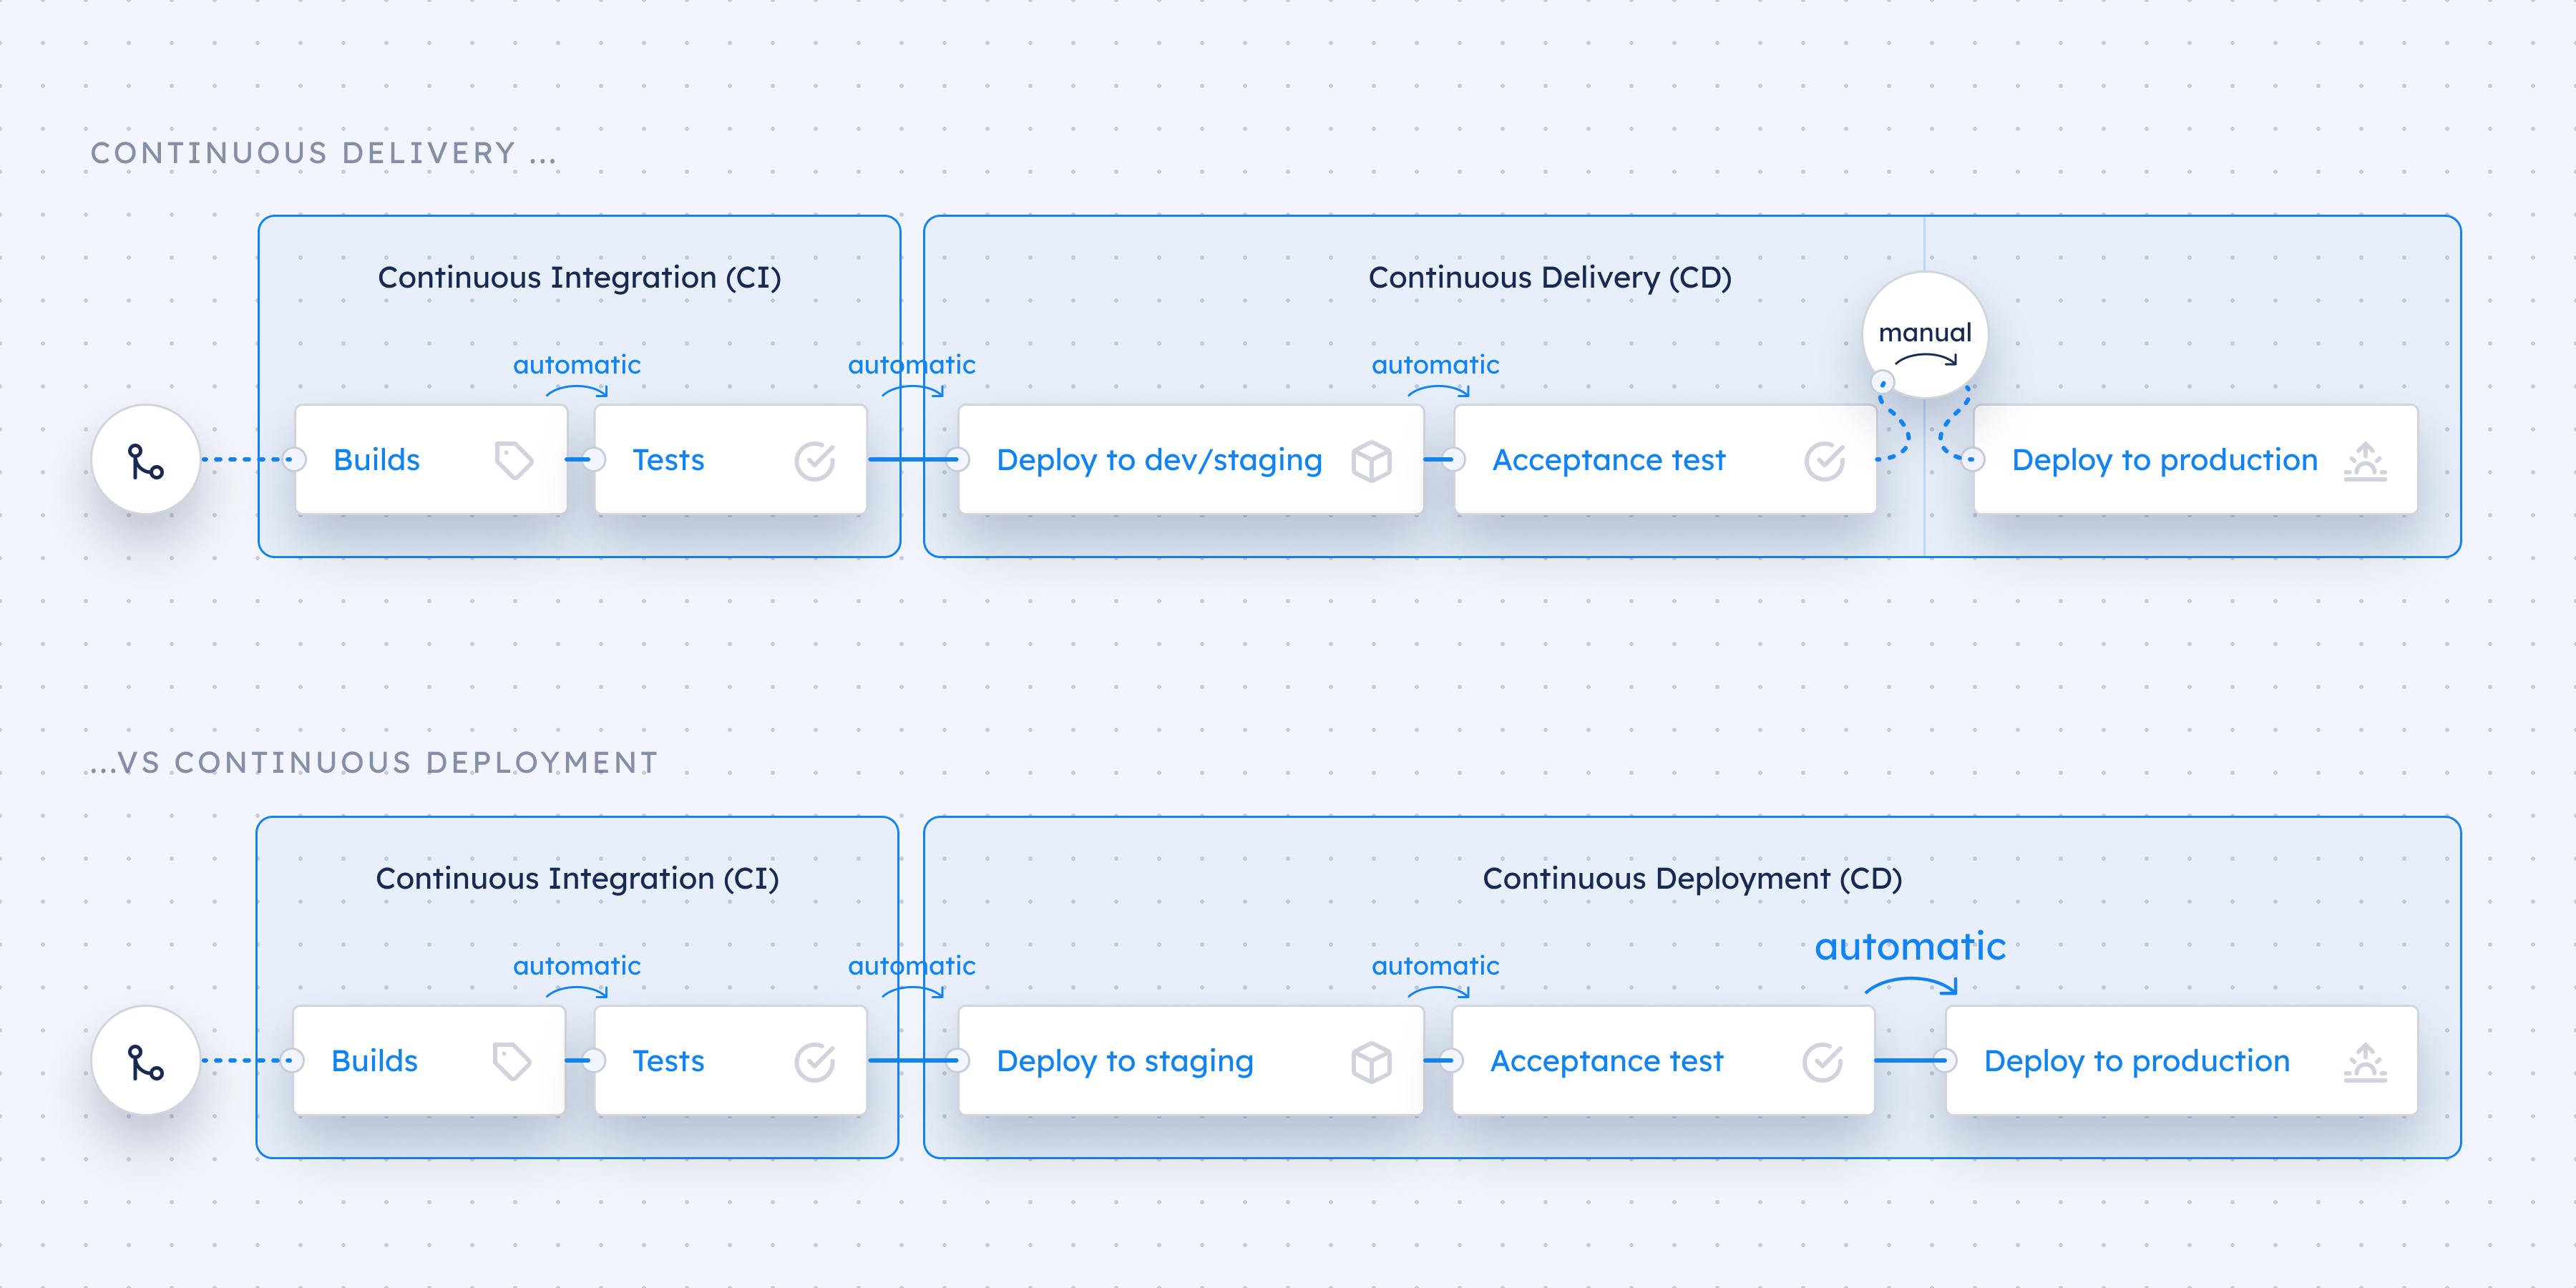 CONTINUOUS DELIVERY ...
Continuous Integration (CI)
Continuous Delivery (CD)
manual
automatic
automatic
automatic
Builds
Tests
Deploy to dev/staging
Acceptance test
Deploy to production
...VS CONTINUOUS DEPLOYMENT
Continuous Integration (CI)
Continuous Deployment (CD)
automatic
automatic
automatic
automatic
Builds
Tests
Deploy to staging
Acceptance test
Deploy to production